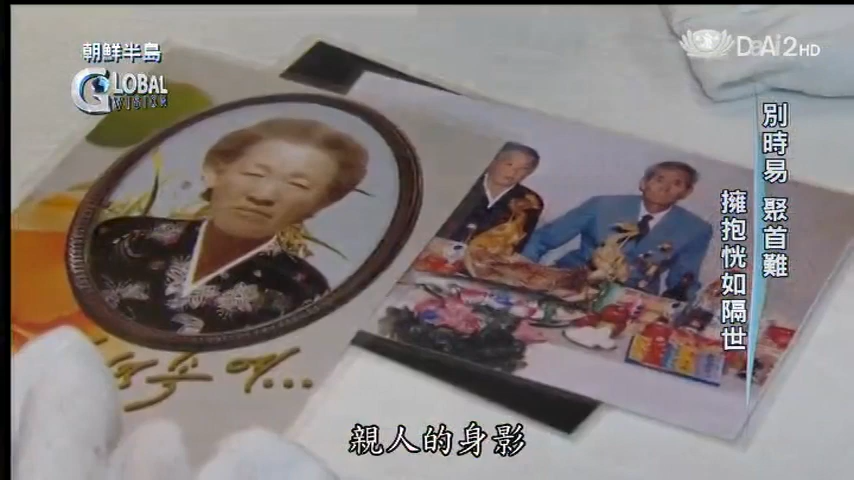 朝鮮半島
GLOBAL
VISION
DaAi2HD
別時易 聚首難
擁抱恍如隔世
親人的身影